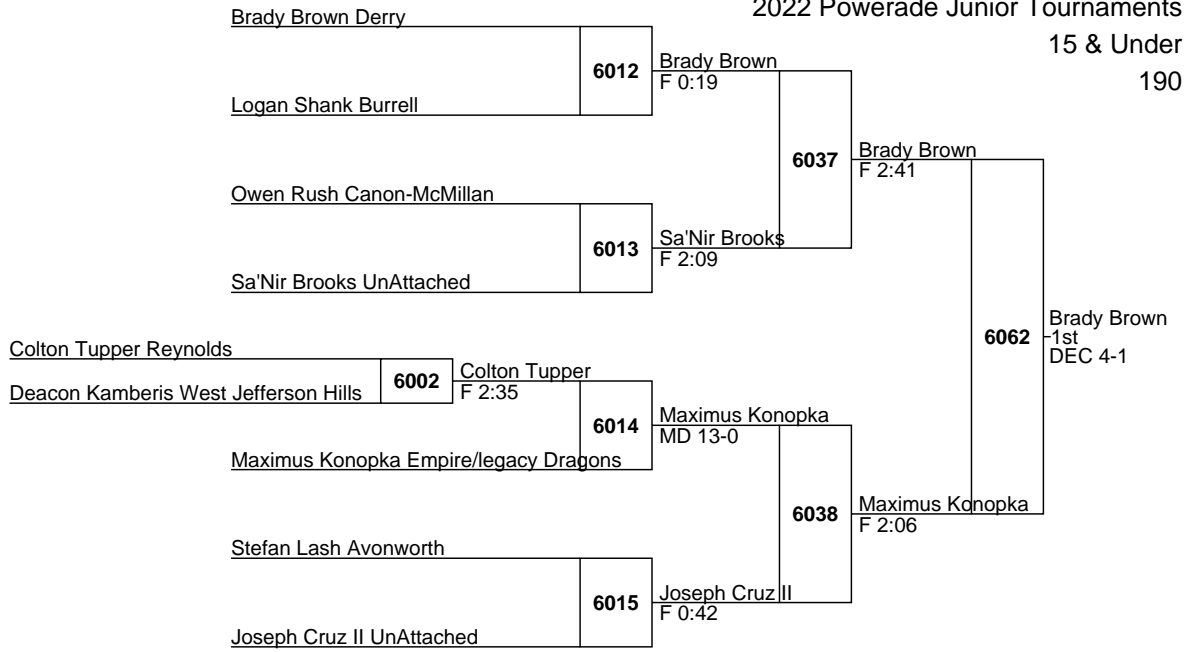 2022 Powerade Junior Tournaments
15 & Under
190
Brady Brown Derry
6012
Brady Brown
F 0:19
Logan Shank Burrell
6037
Brady Brown
F 2:41
Owen Rush Canon-McMillan
6013
Sa'Nir Brooks
F 2:09
Sa'Nir Brooks UnAttached
6062
Brady Brown
1st
DEC 4-1
Colton Tupper Reynolds
6002
Colton Tupper
F 2:35
Deacon Kamberis West Jefferson Hills
6014
Maximus Konopka
MD 13-0
Maximus Konopka Empire/legacy Dragons
6038
Maximus Konopka
F 2:06
Stefan Lash Avonworth
6015
Joseph Cruz II
F 0:42
Joseph Cruz II UnAttached